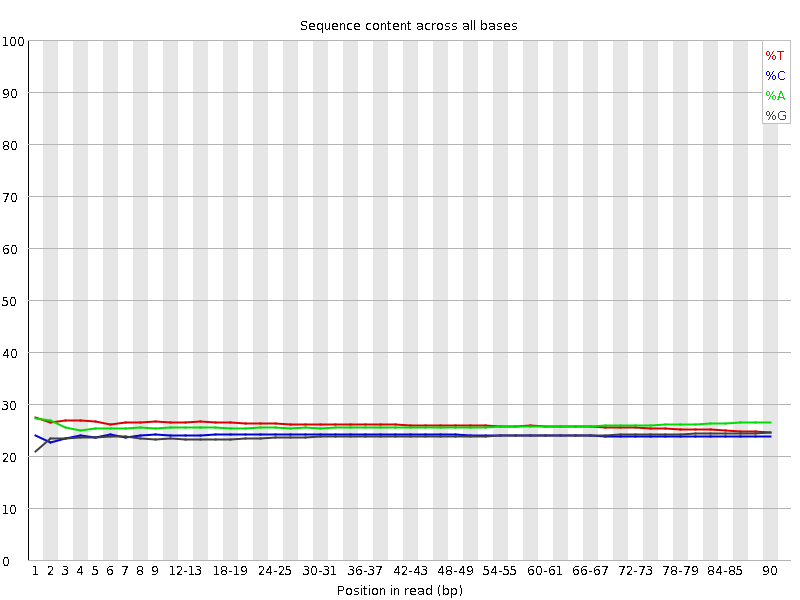 Sequence content across all bases
100
90
80
70
60
50
40
30
20
10
0
%T
%C
%A
%G
1 2 3 4 5 6 7 8 9 12-13 18-19 24-25 30-31 36-37 42-43 48-49 54-55 60-61 66-67 72-73 78-79 84-85 90
Position in read (bp)